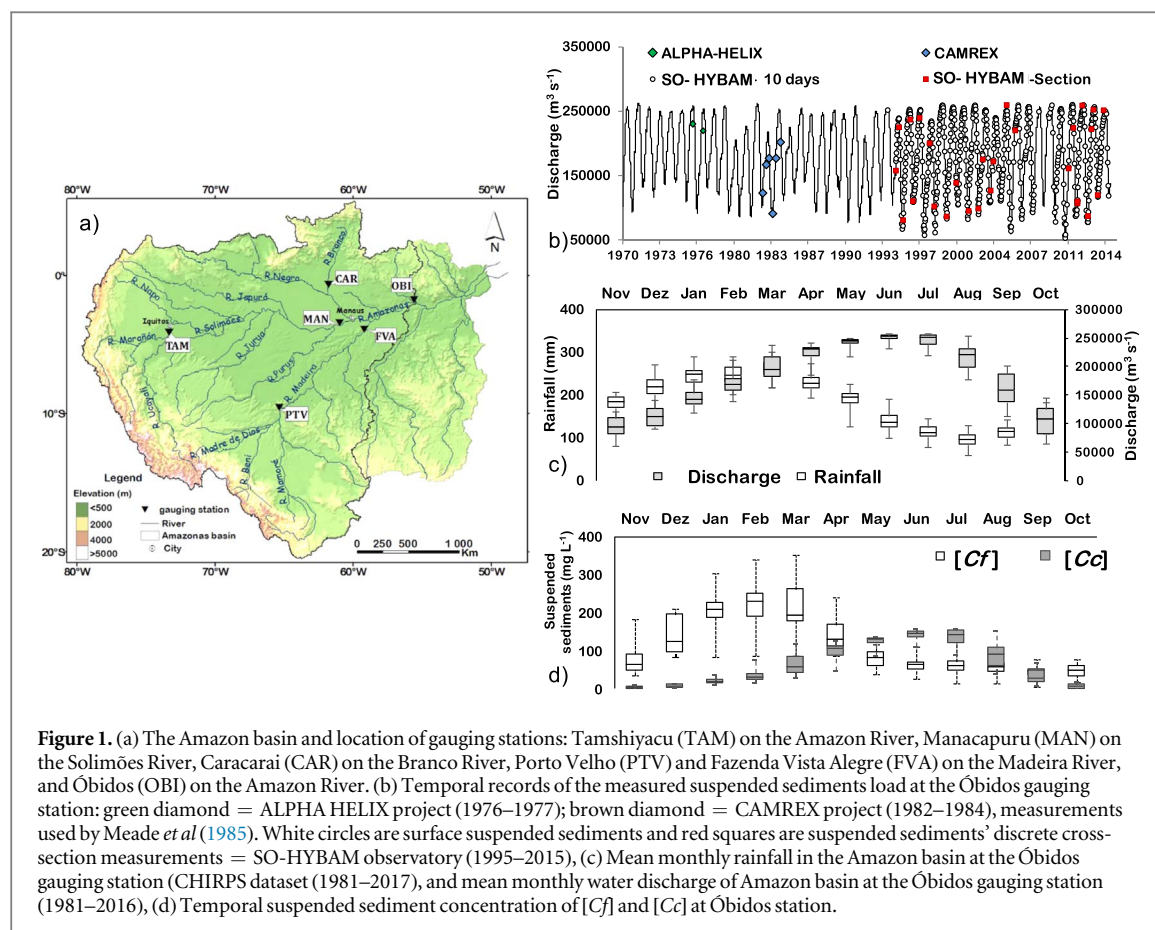 350000
250000
150000
50000
Discharge (m³ s⁻¹)
ALPHA-HELIX
CAMREX
SO- HYBAM · 10 days
SO- HYBAM -Section
b)
1970 1973 1976 1980 1983 1987 1990 1993 1997 2000 2004 2007 2011 2014
80°W 70°W 60°W 50°W
a)
N
0°
10°S
20°S
R.Branco
CAR
OBI
R.Negro
R.Napo
R. Japurá
MAN
Manaus
R.Amazonas
FVA
Iquitos
R. Solimões
R. Marañón
TAM
R.Jurua
R.Purus
R. Madeira
R.Ucayali
PTV
R. Madre de Dios
R. Beni
R. Mamoré
Legend
Elevation (m)
<500
2000
4000
>5000
gauging station
River
Amazonas basin
City
0 250 500 1 000
Km
80°W 70°W 60°W 50°W
Nov Dez Jan Feb Mar Apr May Jun Jul Aug Sep Oct
400
300
200
100
0
Rainfall (mm)
300000
250000
200000
150000
100000
50000
0
Discharge (m³ s⁻¹)
c)
Discharge
Rainfall
Nov Dez Jan Feb Mar Apr May Jun Jul Aug Sep Oct
400
300
200
100
0
Suspended
sediments (mg L⁻¹)
[Cf]
[Cc]
d)
Figure 1. (a) The Amazon basin and location of gauging stations: Tamshiyacu (TAM) on the Amazon River, Manacapuru (MAN) on
the Solimões River, Caracarai (CAR) on the Branco River, Porto Velho (PTV) and Fazenda Vista Alegre (FVA) on the Madeira River,
and Óbidos (OBI) on the Amazon River. (b) Temporal records of the measured suspended sediments load at the Óbidos gauging
station: green diamond = ALPHA HELIX project (1976–1977); brown diamond = CAMREX project (1982–1984), measurements
used by Meade et al (1985). White circles are surface suspended sediments and red squares are suspended sediments' discrete cross-
section measurements = SO-HYBAM observatory (1995–2015), (c) Mean monthly rainfall in the Amazon basin at the Óbidos
gauging station (CHIRPS dataset (1981–2017), and mean monthly water discharge of Amazon basin at the Óbidos gauging station
(1981–2016), (d) Temporal suspended sediment concentration of [Cf] and [Cc] at Óbidos station.